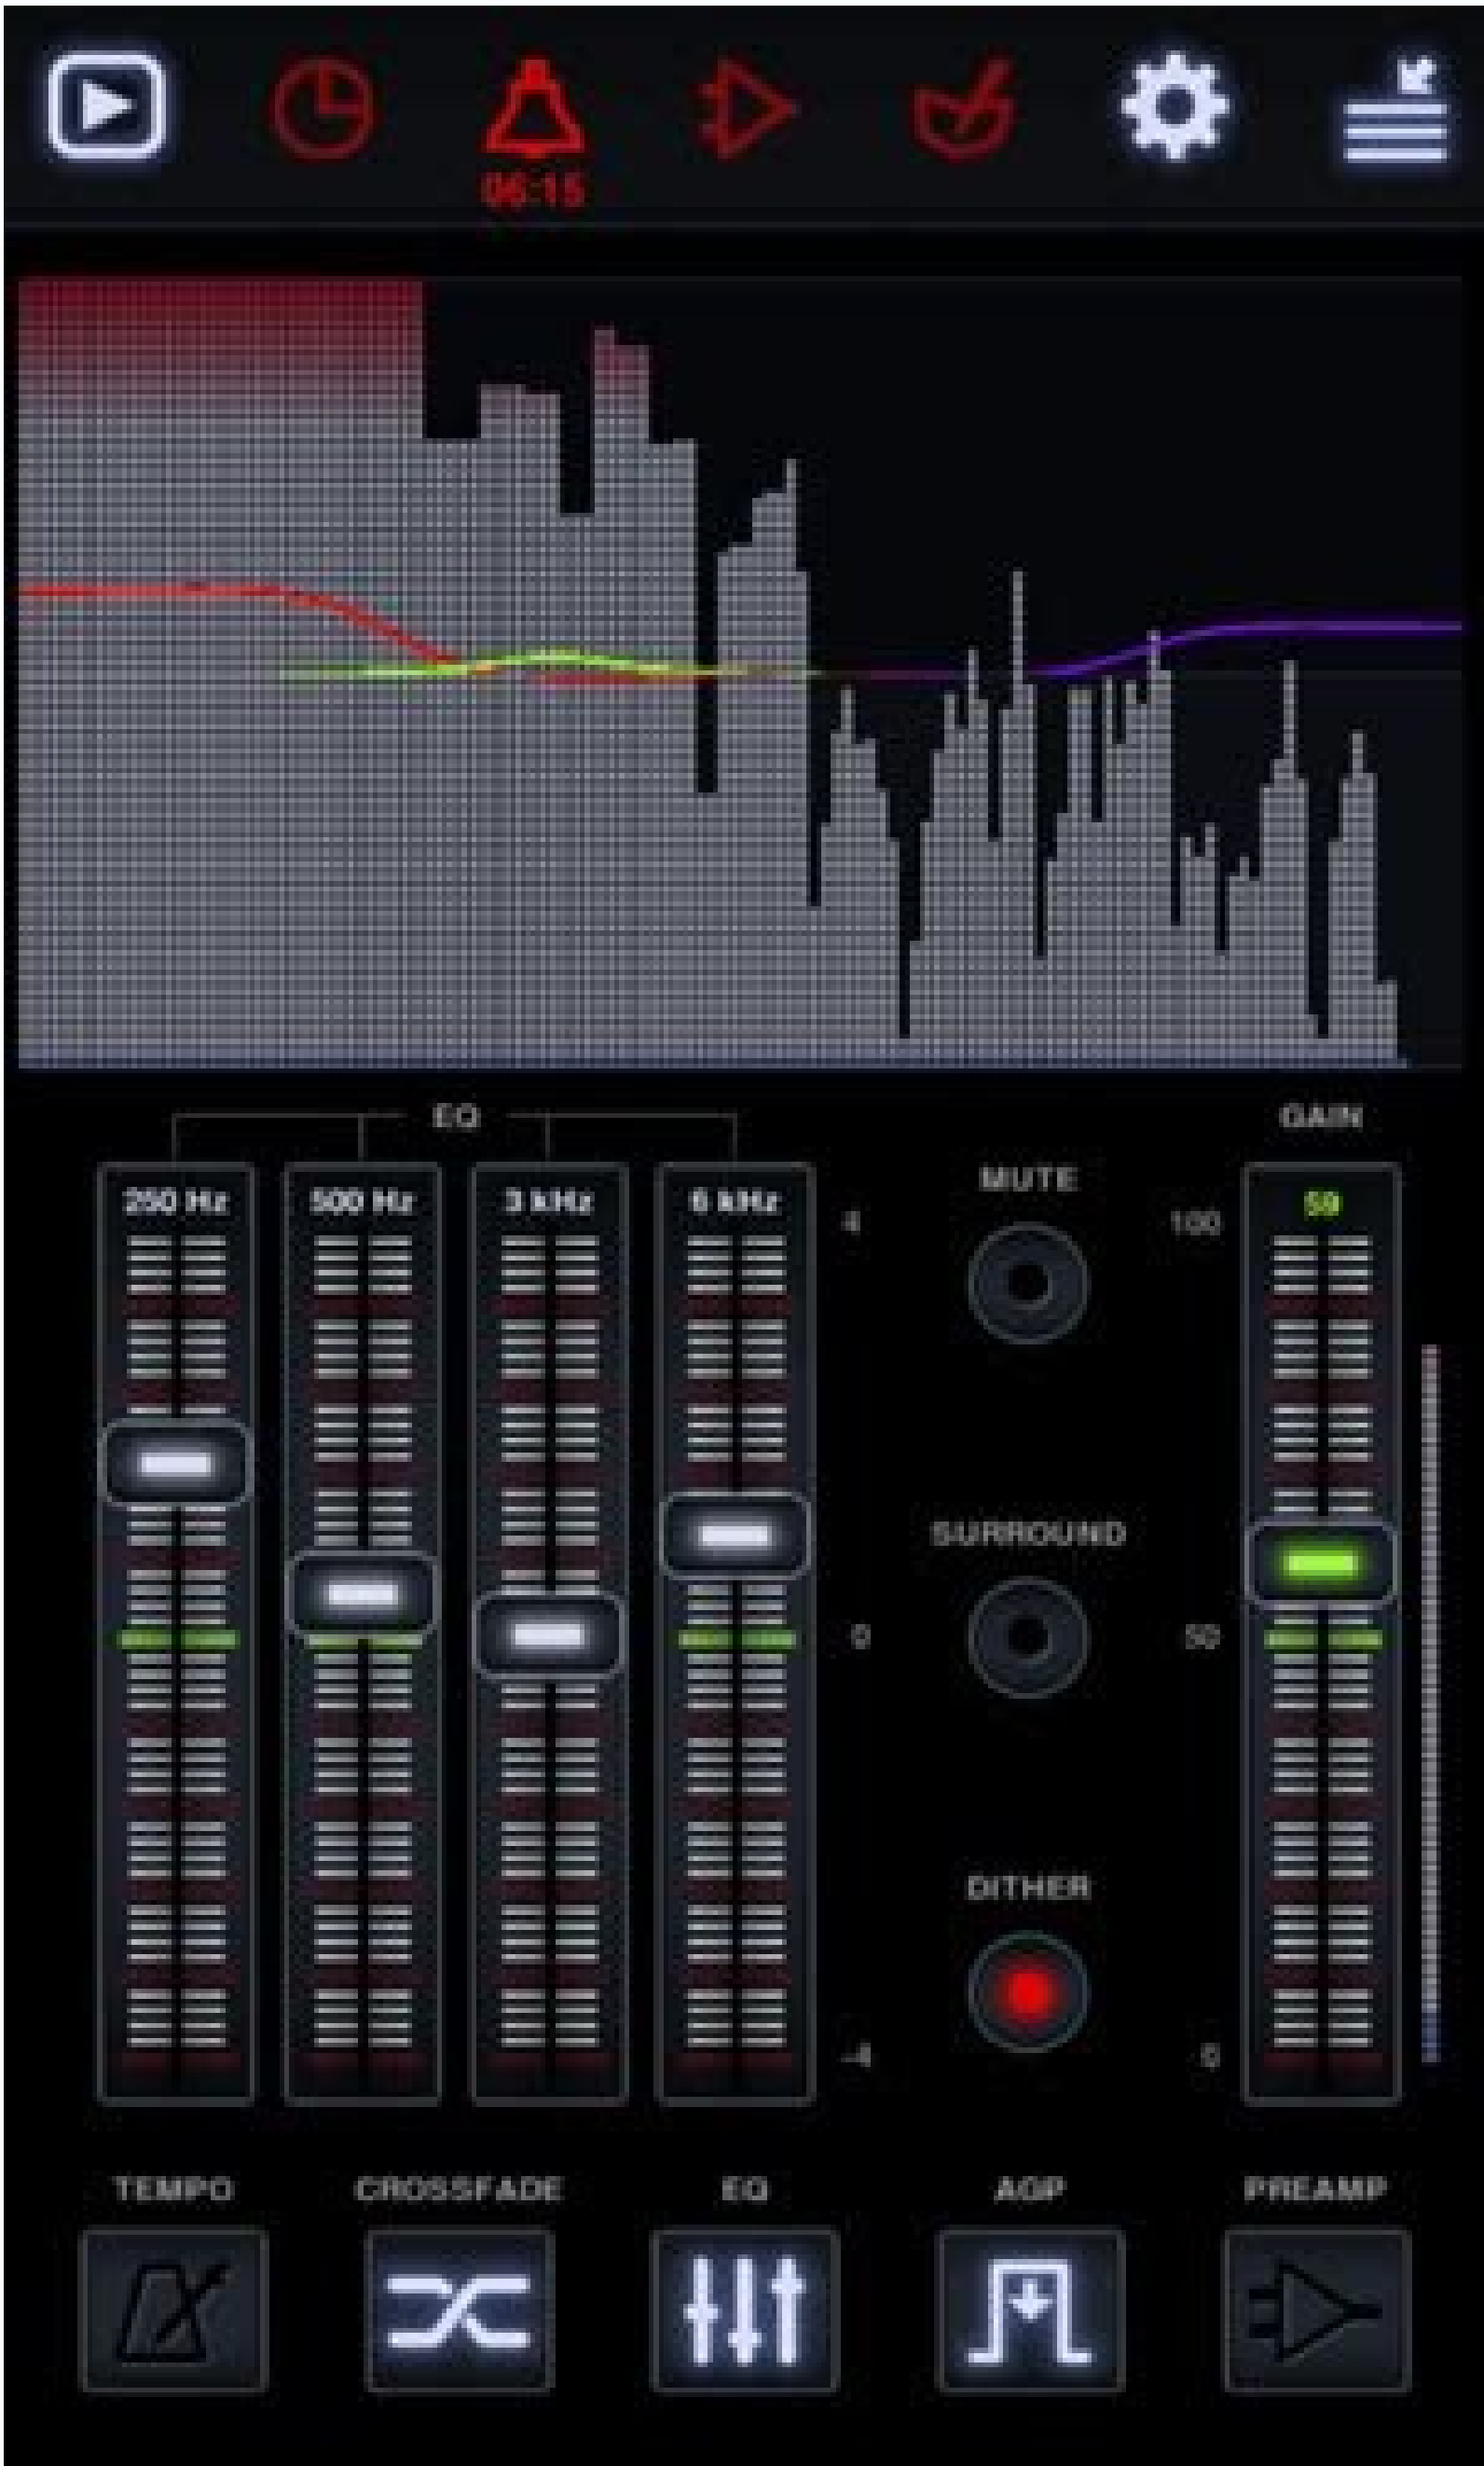 06:15
EQ
GAIN
250 Hz
500 Hz
3 kHz
6 kHz
4
MUTE
100
59
SURROUND
0
50
DITHER
-4
0
TEMPO
CROSSFADE
EQ
AGP
PREAMP